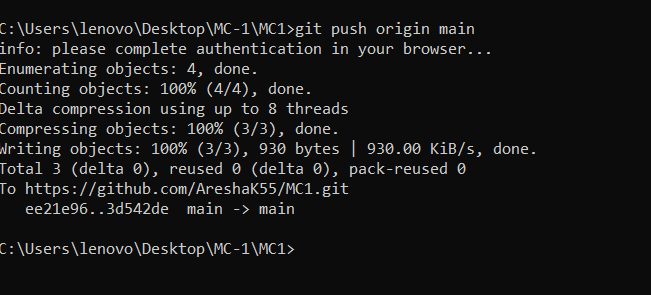 C:\Users\lenovo\Desktop\MC-1\MC1>git push origin main
info: please complete authentication in your browser...
Enumerating objects: 4, done.
Counting objects: 100% (4/4), done.
Delta compression using up to 8 threads
Compressing objects: 100% (3/3), done.
Writing objects: 100% (3/3), 930 bytes | 930.00 KiB/s, done.
Total 3 (delta 0), reused 0 (delta 0), pack-reused 0
To https://github.com/AreshaK55/MC1.git
   ee21e96..3d542de  main -> main
C:\Users\lenovo\Desktop\MC-1\MC1>